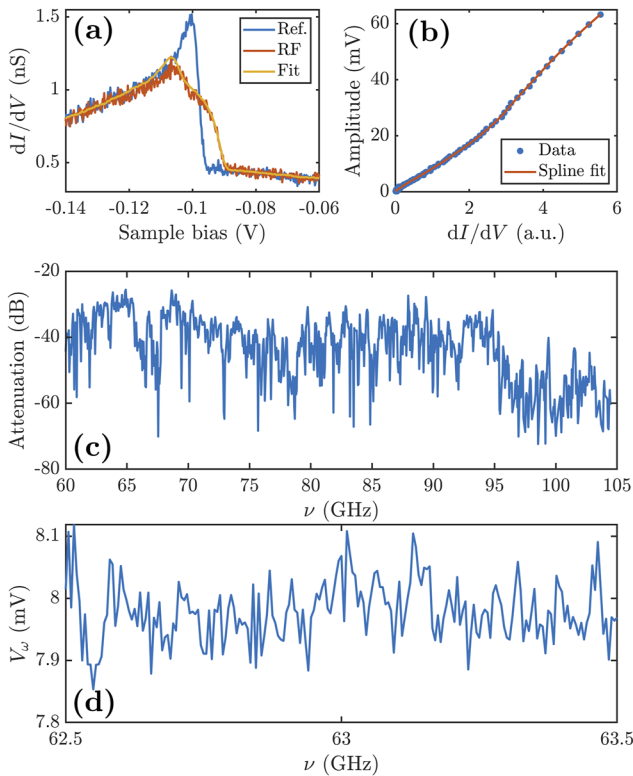 (a)
Ref.
RF
Fit
dI/dV (nS)
1.5
1
0.5
-0.14
-0.12
-0.1
-0.08
-0.06
Sample bias (V)
(b)
Data
Spline fit
Amplitude (mV)
60
40
20
0
0
2
4
6
dI/dV (a.u.)
Attenuation (dB)
-20
-40
-60
-80
(c)
60
65
70
75
80
85
90
95
100
105
ν (GHz)
Vω (mV)
8.1
8
7.9
7.8
(d)
62.5
63
63.5
ν (GHz)